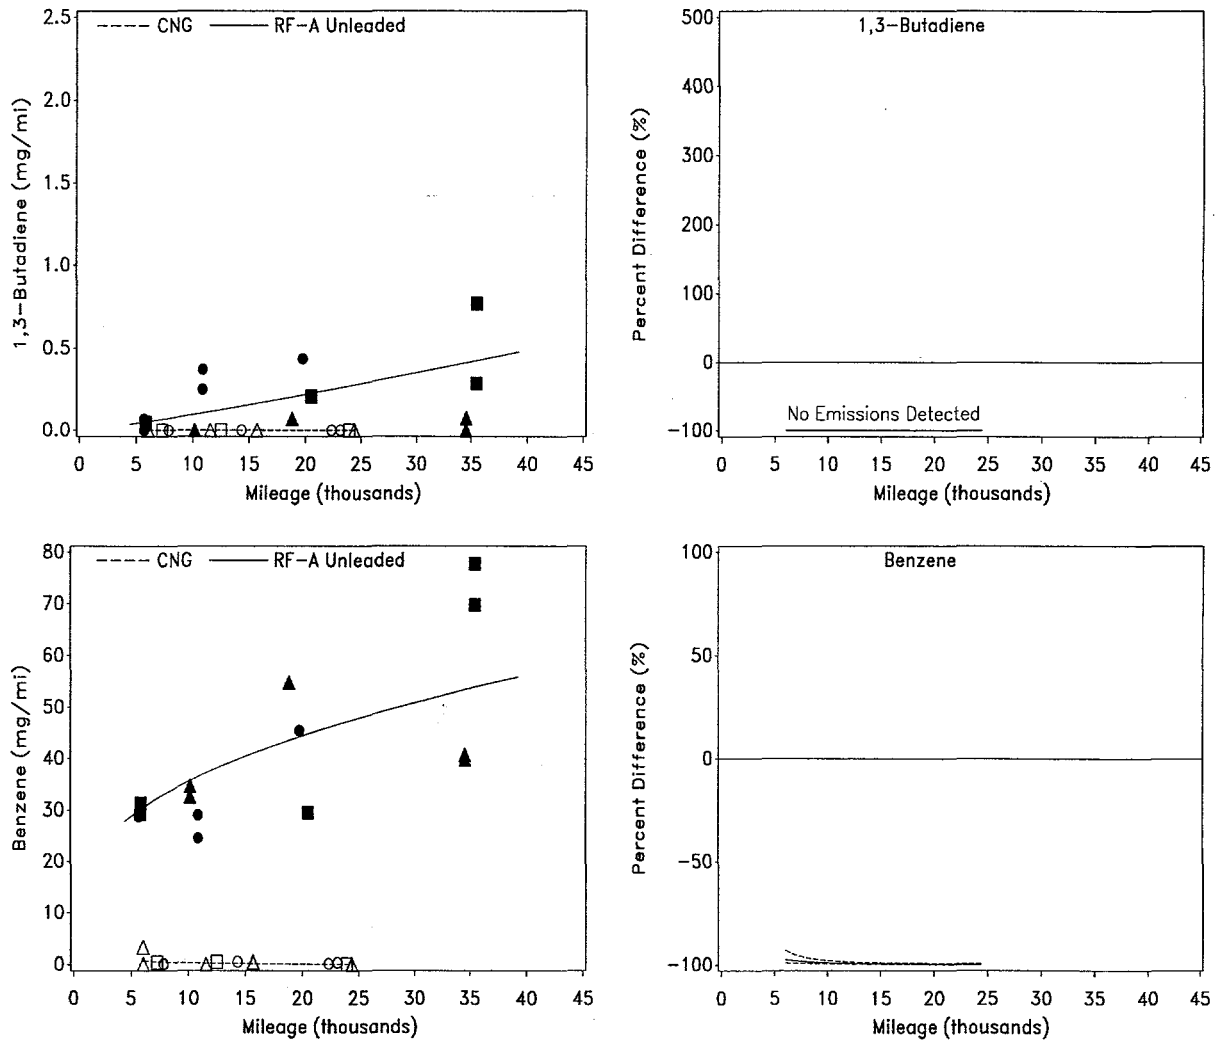 CNG RF-A Unleaded
1,3-Butadiene (mg/mi)
2.5
2.0
1.5
1.0
0.5
0.0
0 5 10 15 20 25 30 35 40 45
Mileage (thousands)
1,3-Butadiene
Percent Difference (%)
500
400
300
200
100
0
-100
No Emissions Detected
0 5 10 15 20 25 30 35 40 45
Mileage (thousands)
CNG RF-A Unleaded
Benzene (mg/mi)
80
70
60
50
40
30
20
10
0
0 5 10 15 20 25 30 35 40 45
Mileage (thousands)
Benzene
Percent Difference (%)
100
50
0
-50
-100
0 5 10 15 20 25 30 35 40 45
Mileage (thousands)